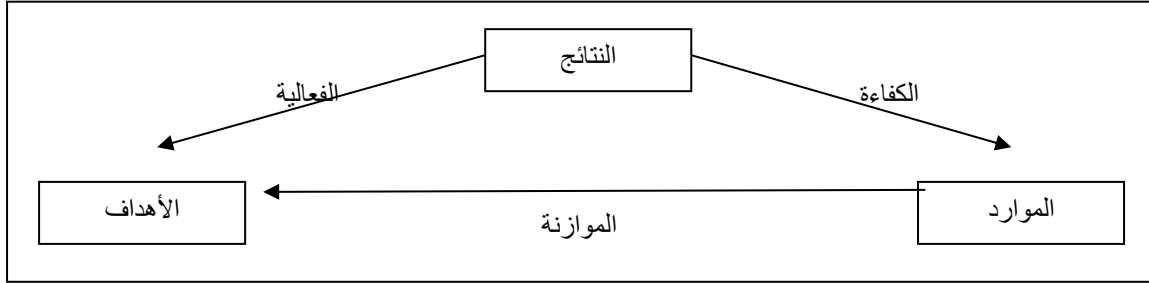 النتائج
الكفاءة
الفعالية
الموارد
الأهداف
الموازنة